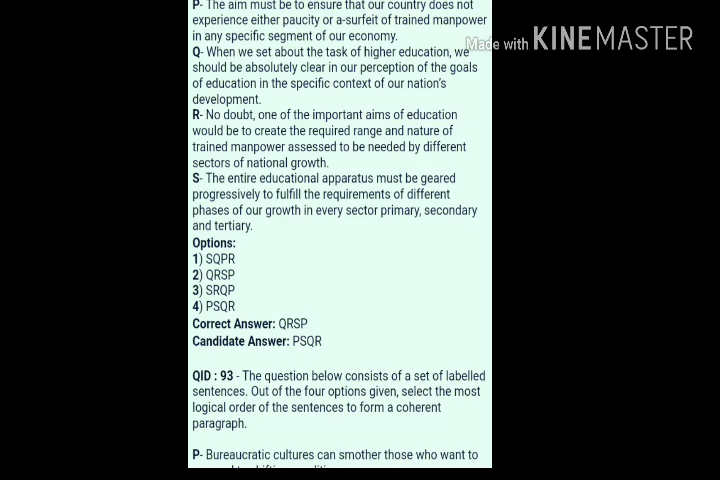 P- The aim must be to ensure that our country does not
experience either paucity or a-surfeit of trained manpower
in any specific segment of our economy.
Q- When we set about the task of higher education, we
should be absolutely clear in our perception of the goals
of education in the specific context of our nation's
development.
R- No doubt, one of the important aims of education
would be to create the required range and nature of
trained manpower assessed to be needed by different
sectors of national growth.
S- The entire educational apparatus must be geared
progressively to fulfill the requirements of different
phases of our growth in every sector primary, secondary
and tertiary.
Options:
1) SQPR
2) QRSP
3) SRQP
4) PSQR
Correct Answer: QRSP
Candidate Answer: PSQR
QID : 93 - The question below consists of a set of labelled
sentences. Out of the four options given, select the most
logical order of the sentences to form a coherent
paragraph.
P- Bureaucratic cultures can smother those who want to
Made with KINEMASTER